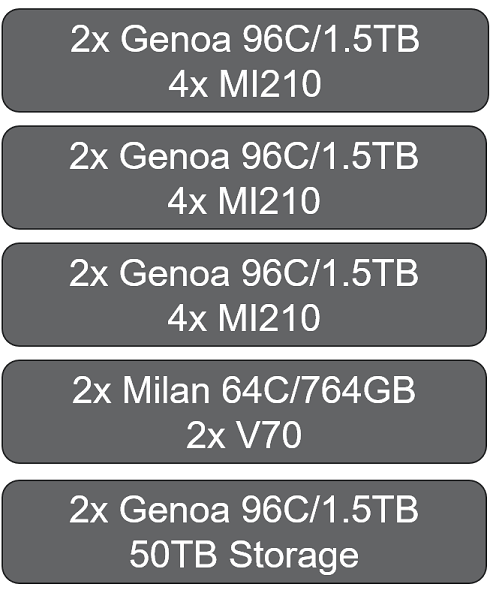 2x Genoa 96C/1.5TB
4x MI210
2x Genoa 96C/1.5TB
4x MI210
2x Genoa 96C/1.5TB
4x MI210
2x Milan 64C/764GB
2x V70
2x Genoa 96C/1.5TB
50TB Storage